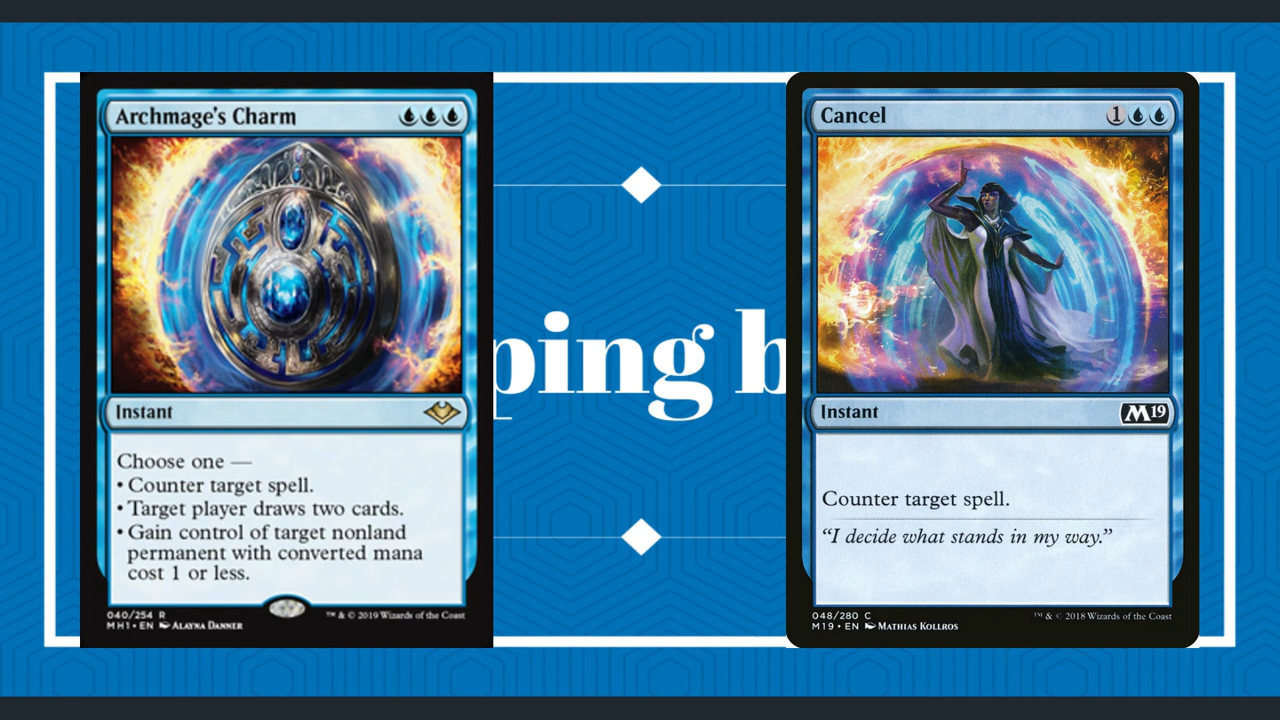 Archmage's Charm
Instant
Choose one —
• Counter target spell.
• Target player draws two cards.
• Gain control of target nonland
permanent with converted mana
cost 1 or less.
040/254 R
MH1 • EN ALAYNA DANNER
™ & © 2019 Wizards of the Coast
ping b
Cancel
1
Instant
M19
Counter target spell.
“I decide what stands in my way.”
048/280 C
M19 • EN MATHIAS KOLLROS
™ & © 2018 Wizards of the Coast